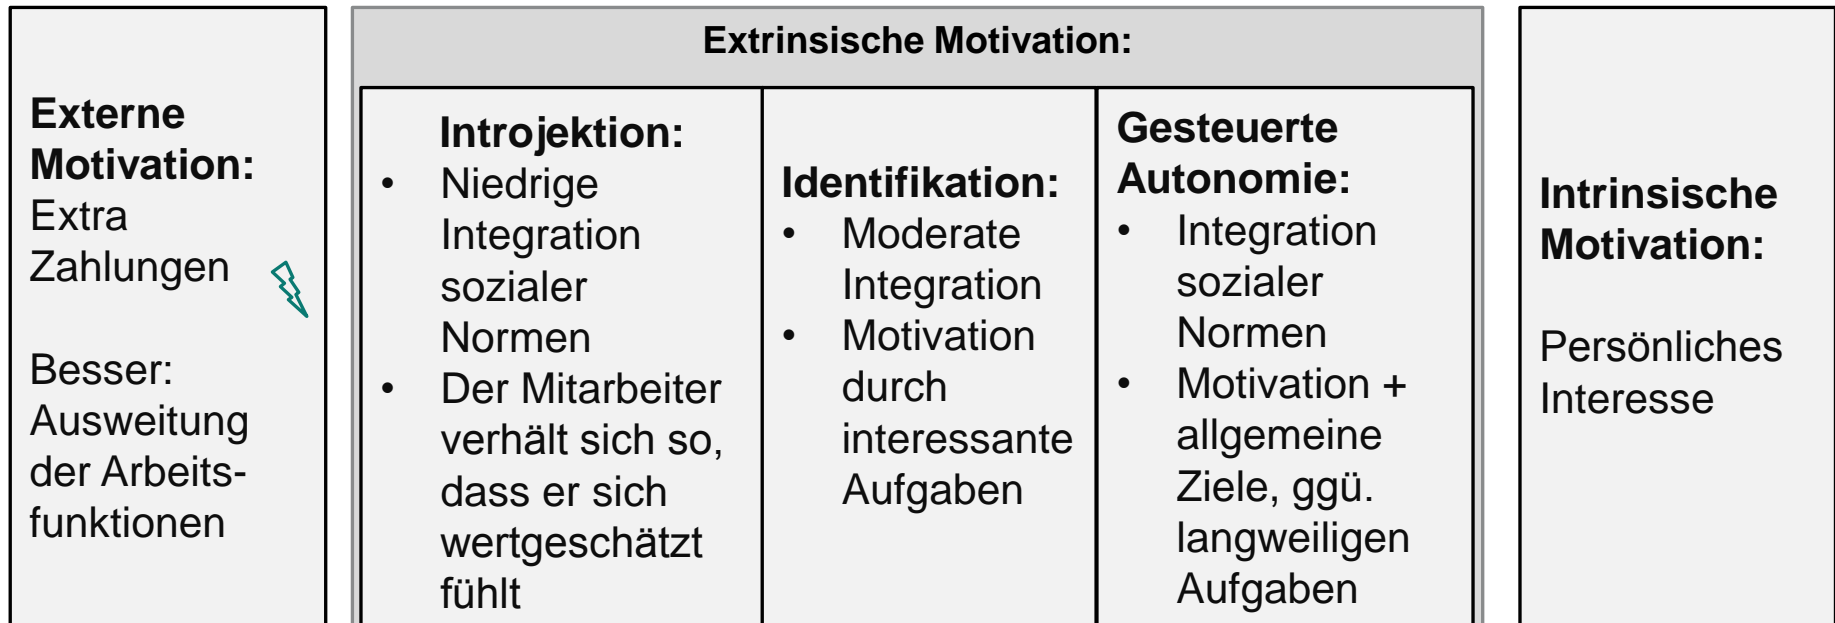 Externe
Motivation:
Extra
Zahlungen
Besser:
Ausweitung
der Arbeits-
funktionen
Extrinsische Motivation:
Introjektion:
• Niedrige
Integration
sozialer
Normen
• Der Mitarbeiter
verhält sich so,
dass er sich
wertgeschätzt
fühlt
Identifikation:
• Moderate
Integration
• Motivation
durch
interessante
Aufgaben
Gesteuerte
Autonomie:
• Integration
sozialer
Normen
• Motivation +
allgemeine
Ziele, ggü.
langweiligen
Aufgaben
Intrinsische
Motivation:
Persönliches
Interesse